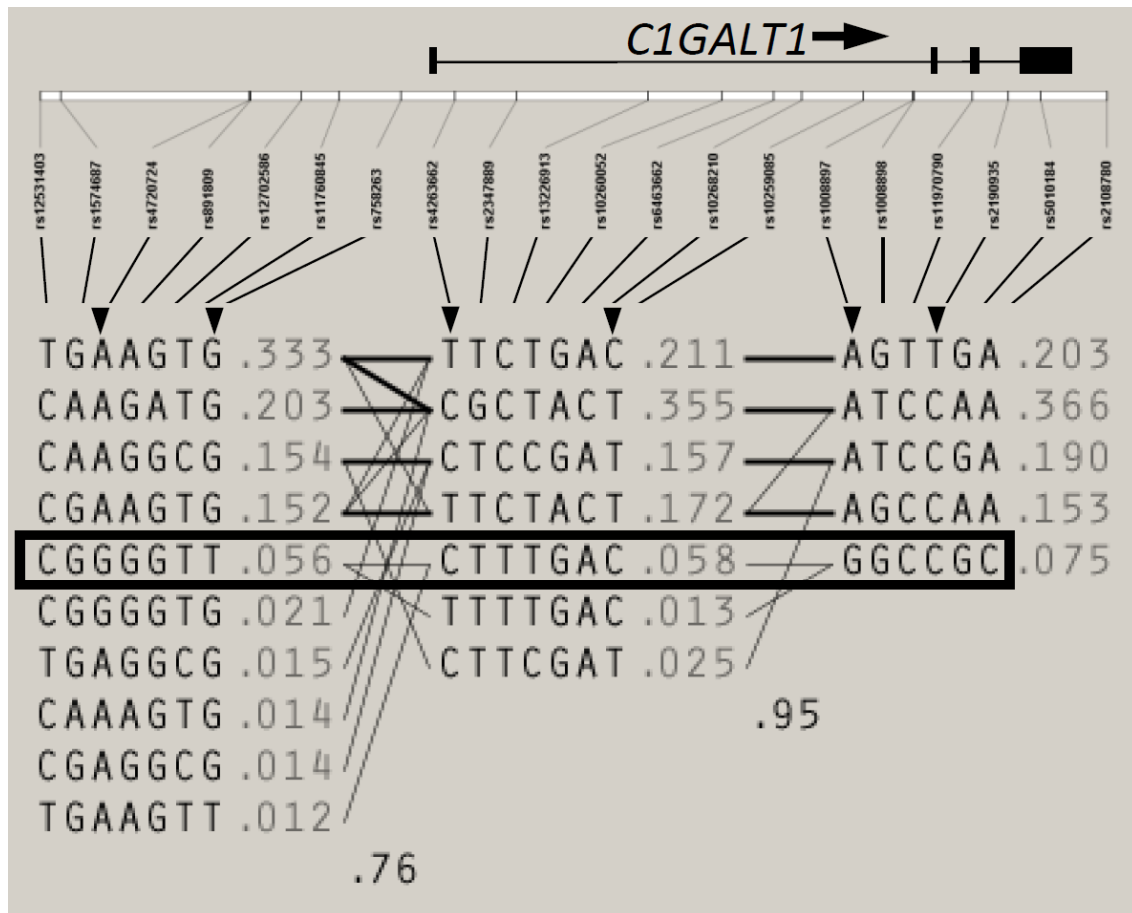 C1GALT1
rs12531403
rs1574687
rs4720724
rs891809
rs12702586
rs11760845
rs758263
rs4263662
rs2347889
rs13226913
rs10260052
rs6463662
rs10268210
rs10259085
rs1008897
rs1008898
rs11970790
rs2190935
rs5010184
rs2108780
TGAAGTG .333 TTCTGAC .211 AGTTGA .203
CAAGATG .203 CGCTACT .355 ATCCAA .366
CAAGGCG .154 CTCCGAT .157 ATCCGA .190
CGAAGTG .152 TTCTACT .172 AGCCAA .153
CGGGGTT .056 CTTTGAC .058 GGCCGC .075
CGGGGTG .021 TTTTGAC .013
TGAGGCG .015 CTTCGAT .025
CAAAGTG .014 .95
CGAGGCG .014
TGAAGTT .012
.76